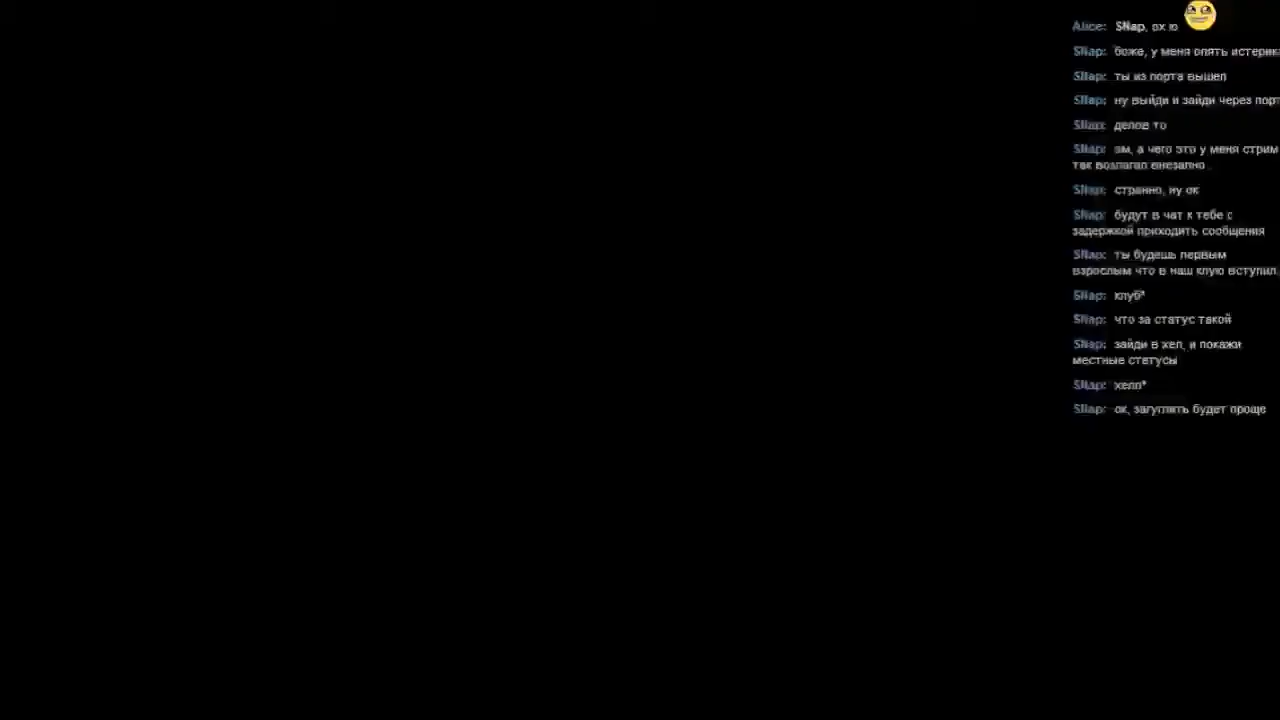 Alice: SNap, ох ю
SNap: боже, у меня опять истерик
SNap: ты из порта вышел
SNap: ну выйди и зайди через порт
SNap: делов то
SNap: эм, а чего это у меня стрим
так возлагал внезапно
SNap: странно, ну ок
SNap: будут в чат к тебе с
задержкой приходить сообщения
SNap: ты будешь первым
взрослым что в наш клую вступил
SNap: клуб*
SNap: что за статус такой
SNap: зайди в хел, и покажи
местные статусы
SNap: хелп*
SNap: ок, загуглить будет проще